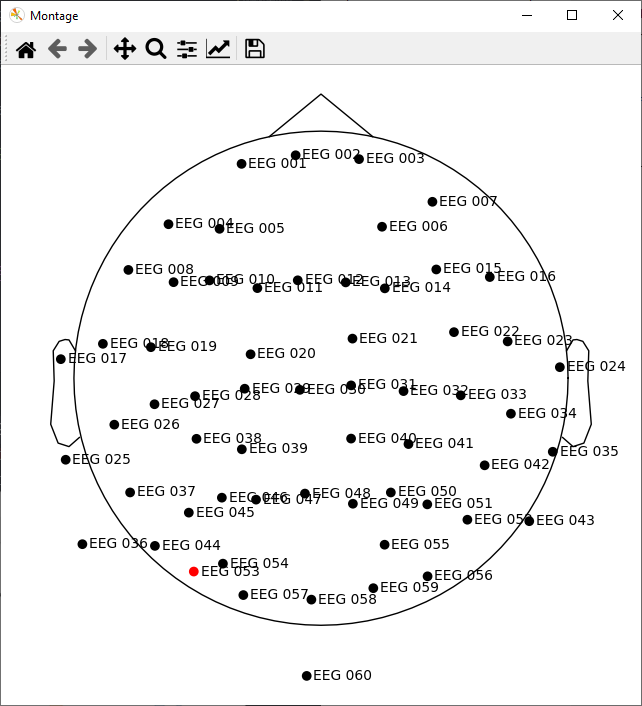 Montage
EEG 001
EEG 002
EEG 003
EEG 007
EEG 004
EEG 005
EEG 006
EEG 008
EEG 009
EEG 010
EEG 011
EEG 012
EEG 013
EEG 014
EEG 015
EEG 016
EEG 017
EEG 018
EEG 019
EEG 020
EEG 021
EEG 022
EEG 023
EEG 024
EEG 025
EEG 026
EEG 027
EEG 028
EEG 029
EEG 030
EEG 031
EEG 032
EEG 033
EEG 034
EEG 035
EEG 036
EEG 037
EEG 038
EEG 039
EEG 040
EEG 041
EEG 042
EEG 043
EEG 044
EEG 045
EEG 046
EEG 047
EEG 048
EEG 049
EEG 050
EEG 051
EEG 052
EEG 053
EEG 054
EEG 055
EEG 056
EEG 057
EEG 058
EEG 059
EEG 060